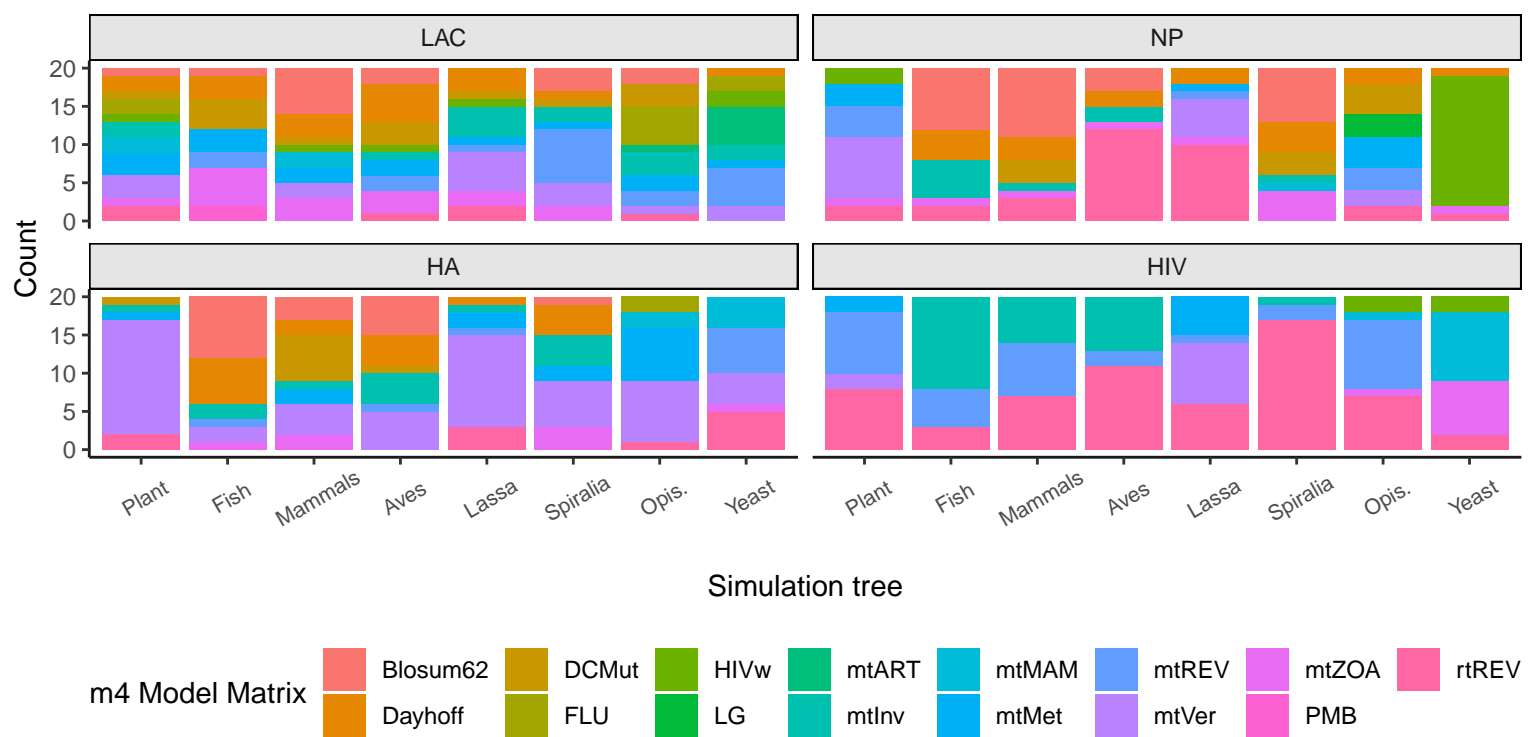 LAC NP
20
15
10
5
0
HA HIV
20
15
10
5
0
Count
Plant Fish Mammals Aves Lassa Spiralia Opis. Yeast Plant Fish Mammals Aves Lassa Spiralia Opis. Yeast
Simulation tree
m4 Model Matrix
Blosum62 DCMut HIVw mtART mtMAM mtREV mtZOA rtREV
Dayhoff FLU LG mtInv mtMet mtVer PMB